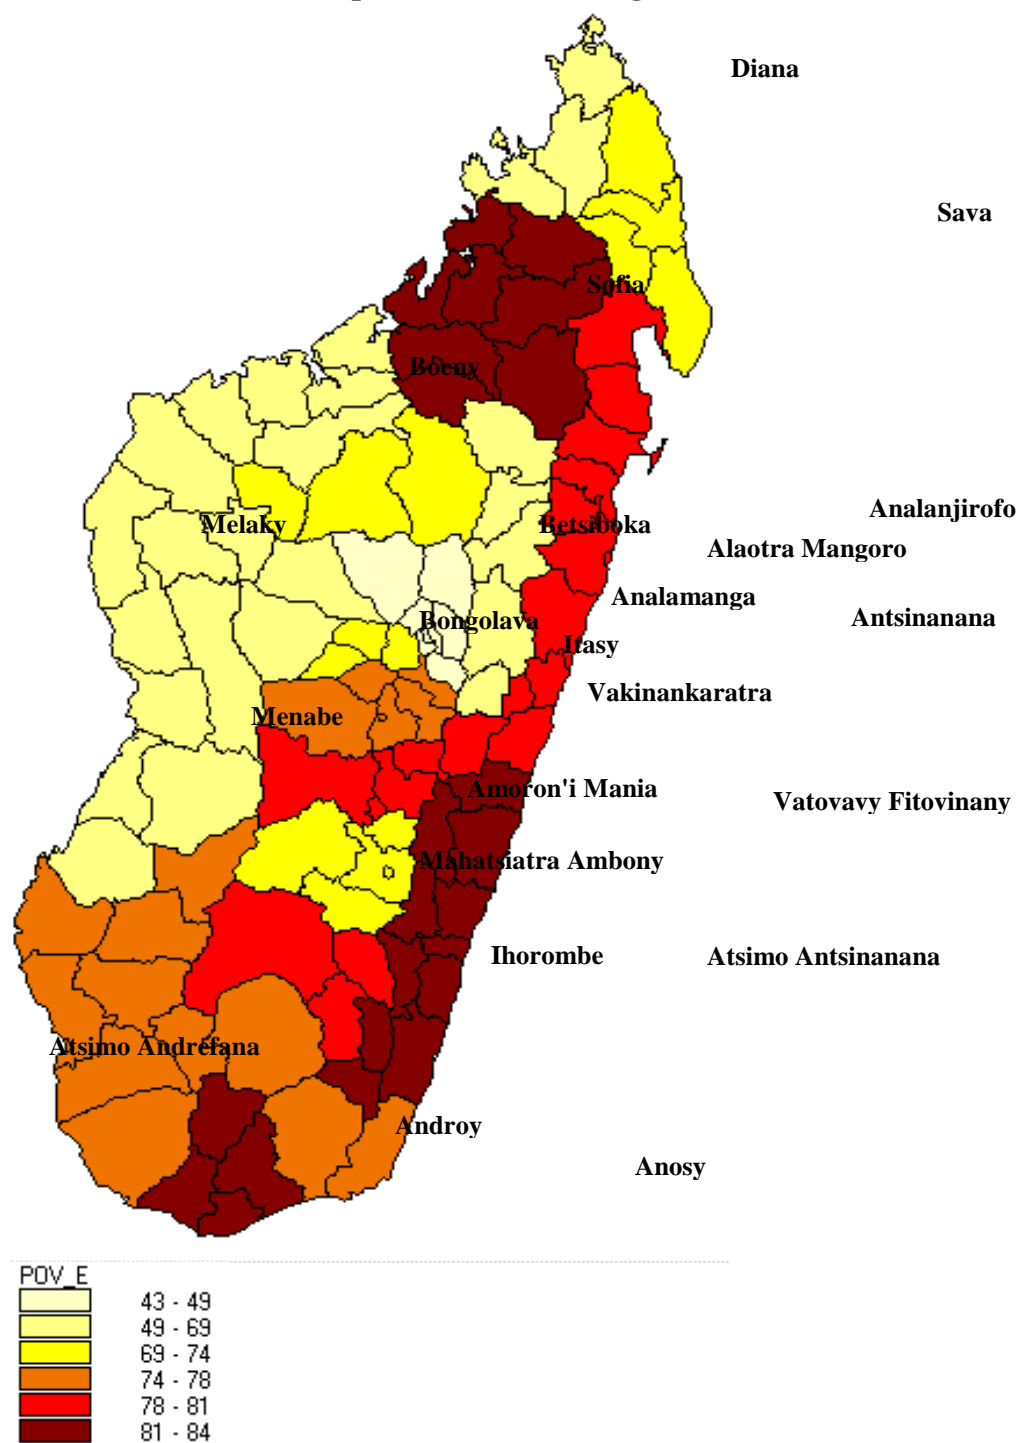 Diana
Sava
Sofia
Boeny
Analanjirofo
Melaky
Betsiboka
Alaotra Mangoro
Analamanga
Antsinanana
Bongolava
Itasy
Vakinankaratra
Menabe
Amoron'i Mania
Vatovavy Fitovinany
Mahatsiatra Ambony
Ihorombe
Atsimo Antsinanana
Atsimo Andrefana
Androy
Anosy
POV_E
43 - 49
49 - 69
69 - 74
74 - 78
78 - 81
81 - 84